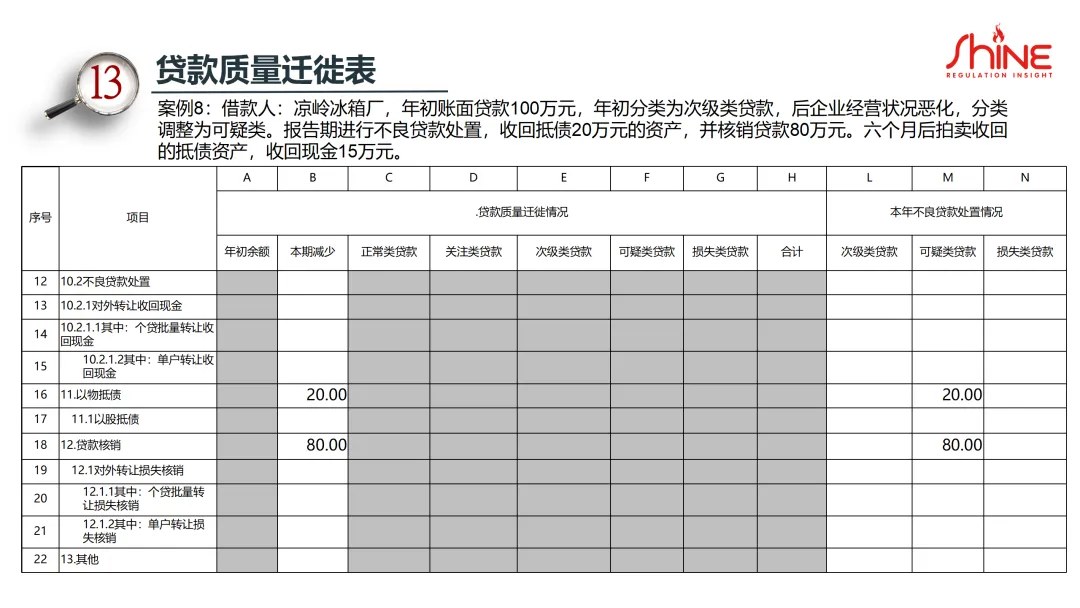 13
贷款质量迁徙表
SHINE
REGULATION INSIGHT
案例8：借款人：凉岭冰箱厂，年初账面贷款100万元，年初分类为次级类贷款，后企业经营状况恶化，分类
调整为可疑类。报告期进行不良贷款处置，收回抵债20万元的资产，并核销贷款80万元。六个月后拍卖收回
的抵债资产，收回现金15万元。
序号 项目 A B C D E F G H L M N
.贷款质量迁徙情况 本年不良贷款处置情况
年初余额 本期减少 正常类贷款 关注类贷款 次级类贷款 可疑类贷款 损失类贷款 合计 次级类贷款 可疑类贷款 损失类贷款
12 10.2不良贷款处置
13 10.2.1对外转让收回现金
14 10.2.1.1其中：个贷批量转让收
回现金
15 10.2.1.2其中：单户转让收
回现金
16 11.以物抵债 20.00 20.00
17 11.1以股抵债
18 12.贷款核销 80.00 80.00
19 12.1对外转让损失核销
20 12.1.1其中：个贷批量转
让损失核销
21 12.1.2其中：单户转让损
失核销
22 13.其他